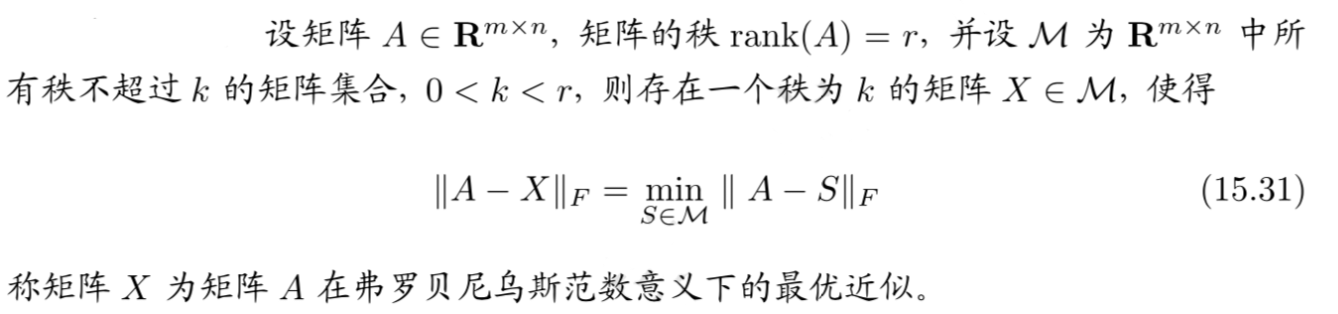 设矩阵 A ∈ R^{m×n}, 矩阵的秩 rank(A) = r, 并设 M 为 R^{m×n} 中所
有秩不超过 k 的矩阵集合, 0 < k < r, 则存在一个秩为 k 的矩阵 X ∈ M, 使得
‖A − X‖_F = min_{S∈M} ‖ A − S‖_F (15.31)
称矩阵 X 为矩阵 A 在弗罗贝尼乌斯范数意义下的最优近似。